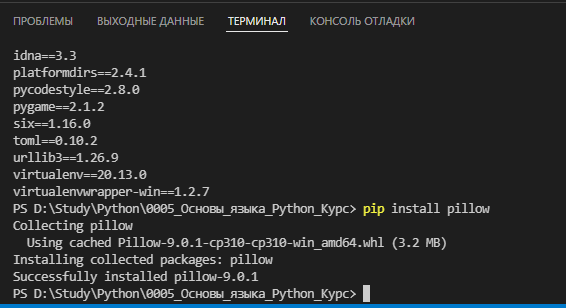 ПРОБЛЕМЫ ВЫХОДНЫЕ ДАННЫЕ ТЕРМИНАЛ КОНСОЛЬ ОТЛАДКИ
idna==3.3
platformdirs==2.4.1
pycodestyle==2.8.0
pygame==2.1.2
six==1.16.0
toml==0.10.2
urllib3==1.26.9
virtualenv==20.13.0
virtualenvwrapper-win==1.2.7
PS D:\Study\Python\0005_Основы_языка_Python_Курс> pip install pillow
Collecting pillow
  Using cached Pillow-9.0.1-cp310-cp310-win_amd64.whl (3.2 MB)
Installing collected packages: pillow
Successfully installed pillow-9.0.1
PS D:\Study\Python\0005_Основы_языка_Python_Курс>